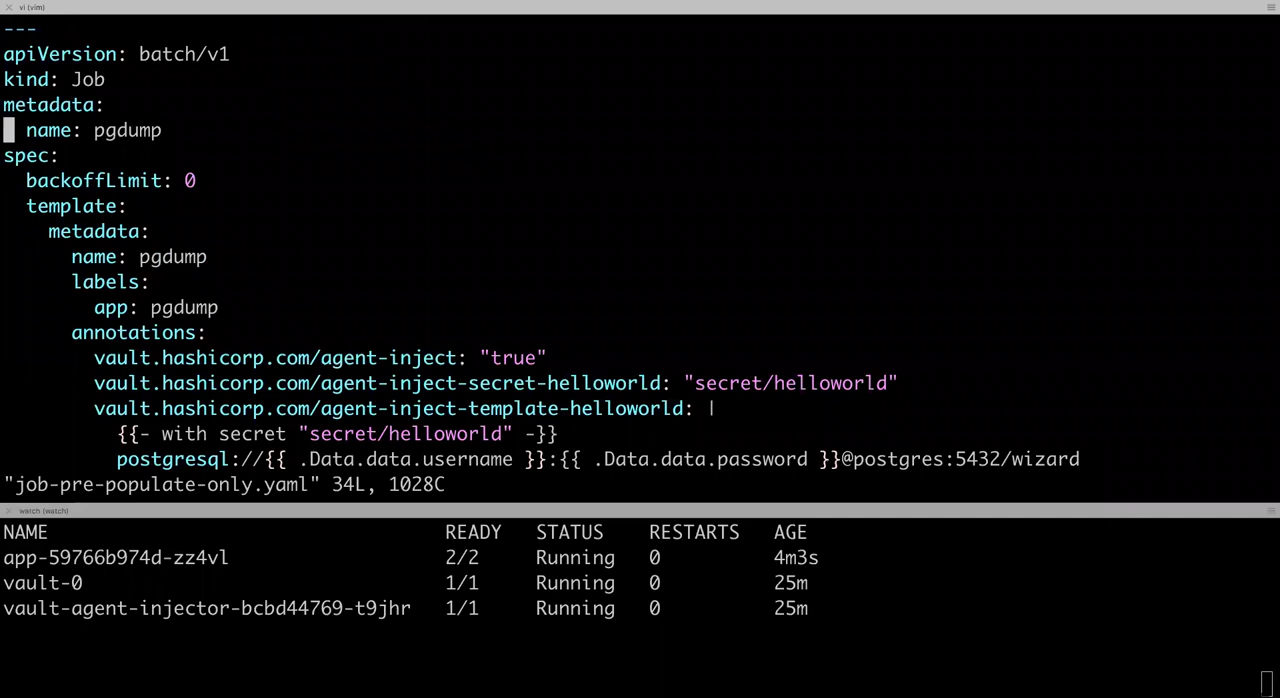 vi (vim)
---
apiVersion: batch/v1
kind: Job
metadata:
  name: pgdump
spec:
  backoffLimit: 0
  template:
    metadata:
      name: pgdump
      labels:
        app: pgdump
      annotations:
        vault.hashicorp.com/agent-inject: "true"
        vault.hashicorp.com/agent-inject-secret-helloworld: "secret/helloworld"
        vault.hashicorp.com/agent-inject-template-helloworld: |
          {{- with secret "secret/helloworld" -}}
          postgresql://{{ .Data.data.username }}:{{ .Data.data.password }}@postgres:5432/wizard
"job-pre-populate-only.yaml" 34L, 1028C
watch (watch)
NAME READY STATUS RESTARTS AGE
app-59766b974d-zz4vl 2/2 Running 0 4m3s
vault-0 1/1 Running 0 25m
vault-agent-injector-bcbd44769-t9jhr 1/1 Running 0 25m